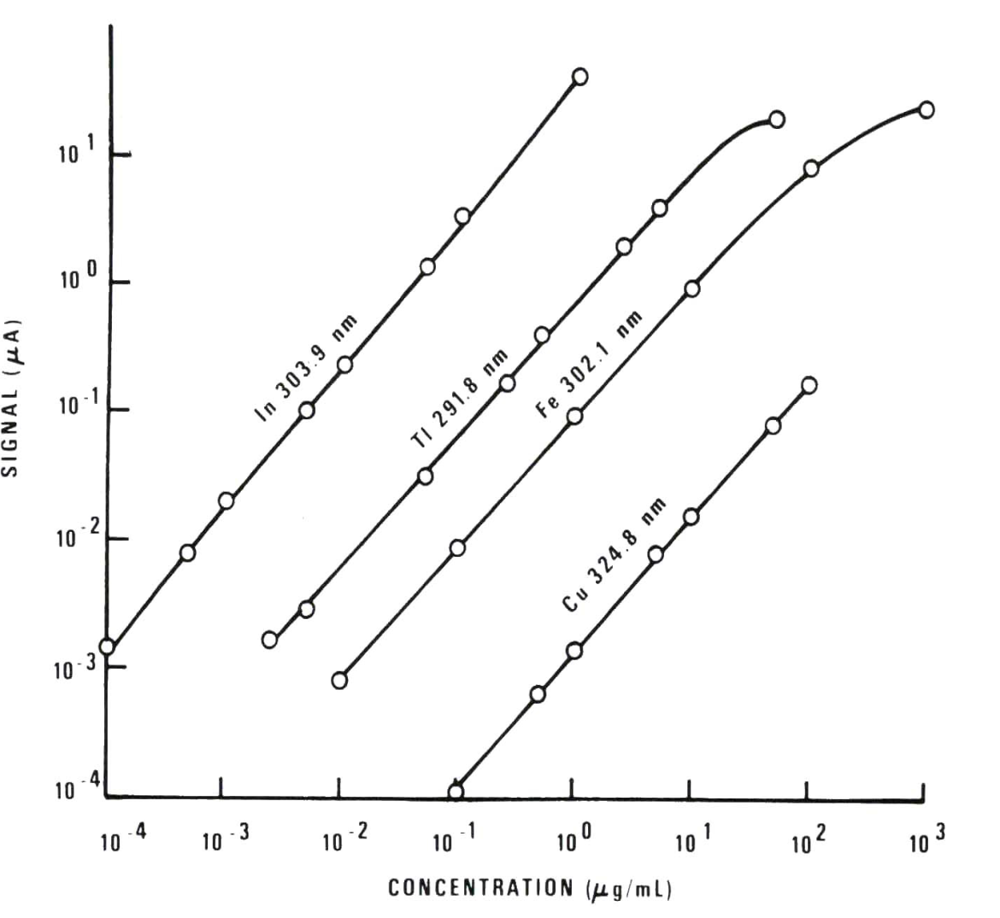 10^1
10^0
10^-1
10^-2
10^-3
10^-4
SIGNAL (μA)
In 303.9 nm
Tl 291.8 nm
Fe 302.1 nm
Cu 324.8 nm
10^-4 10^-3 10^-2 10^-1 10^0 10^1 10^2 10^3
CONCENTRATION (μg/mL)